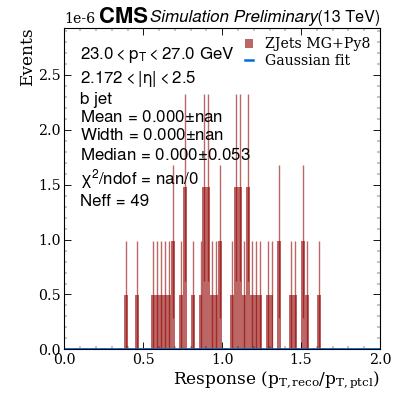 1e-6 CMS Simulation Preliminary (13 TeV)
Events
23.0 < pT < 27.0 GeV
2.172 < |η| < 2.5
b jet
Mean = 0.000±nan
Width = 0.000±nan
Median = 0.000±0.053
χ²/ndof = nan/0
Neff = 49
ZJets MG+Py8
Gaussian fit
2.5
2.0
1.5
1.0
0.5
0.0
0.0 0.5 1.0 1.5 2.0
Response (pT,reco/pT,ptcl)